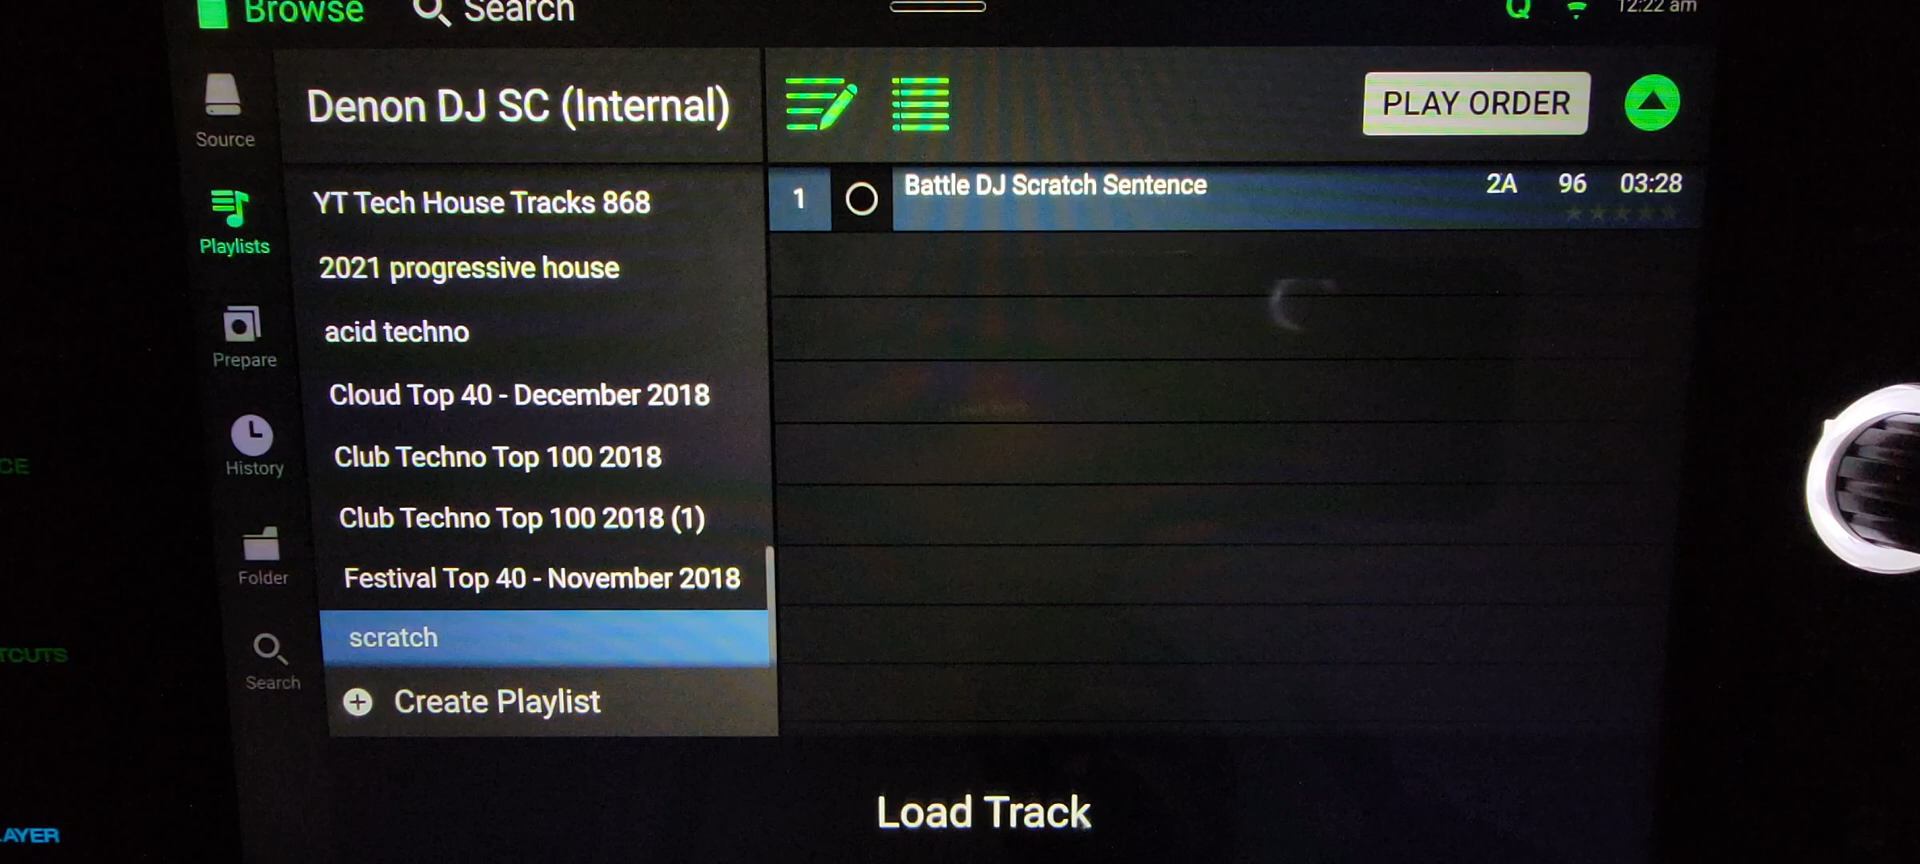 Browse
Search
12:22 am
Denon DJ SC (Internal)
PLAY ORDER
Source
Playlists
Prepare
History
Folder
Search
YT Tech House Tracks 868
2021 progressive house
acid techno
Cloud Top 40 - December 2018
Club Techno Top 100 2018
Club Techno Top 100 2018 (1)
Festival Top 40 - November 2018
scratch
Create Playlist
1
Battle DJ Scratch Sentence
2A
96
03:28
Load Track
CE
TCUTS
AYER